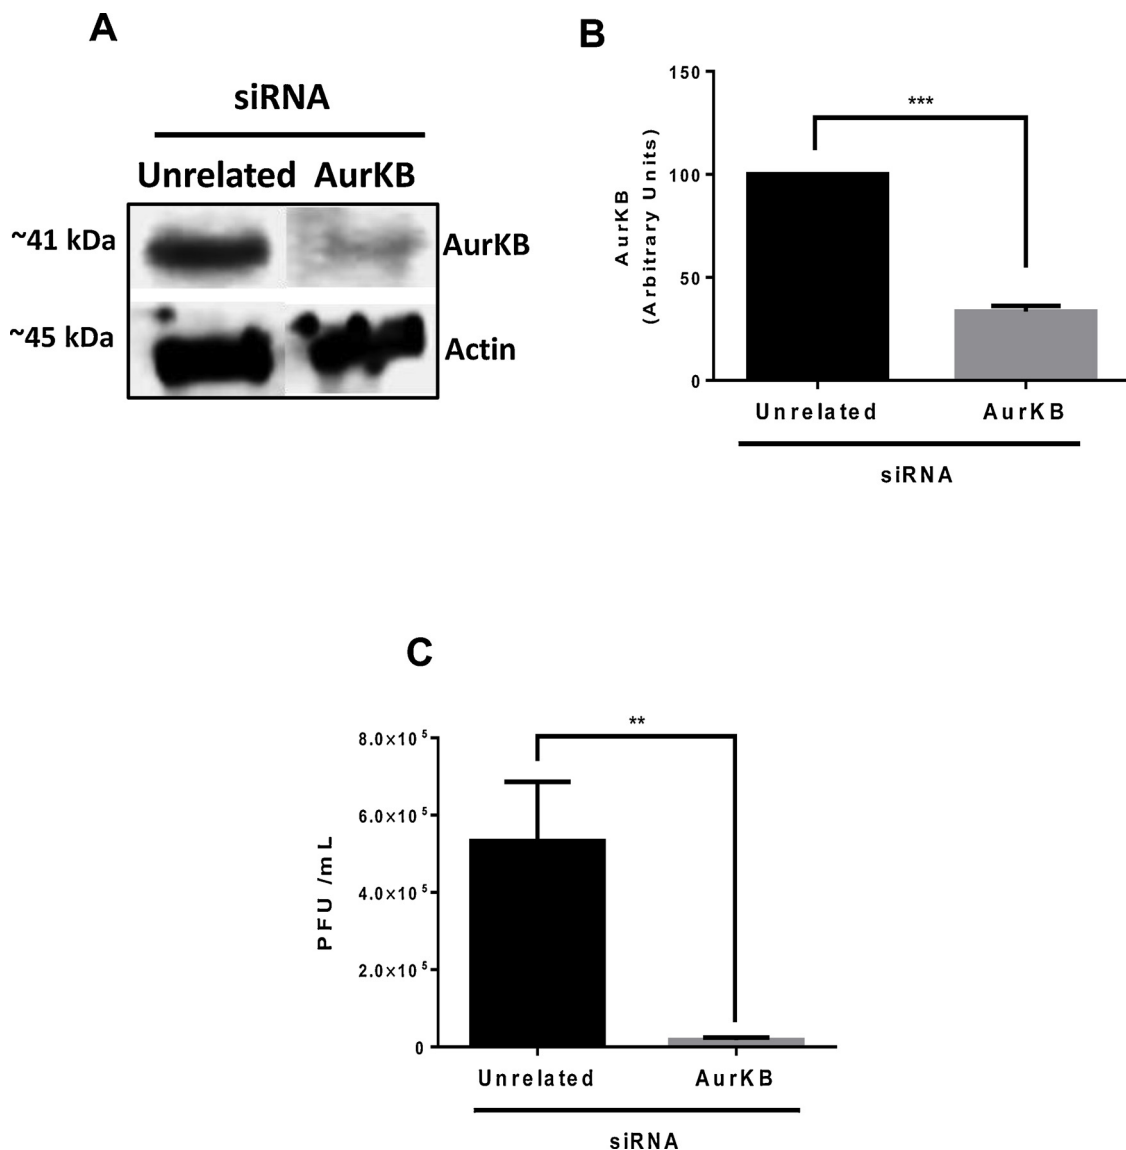 A
siRNA
Unrelated AurKB
~41 kDa AurKB
~45 kDa Actin
B
AurKB
(Arbitrary Units)
150
100
50
0
***
Unrelated AurKB
siRNA
C
PFU /mL
8.0×10⁵
6.0×10⁵
4.0×10⁵
2.0×10⁵
0
**
Unrelated AurKB
siRNA